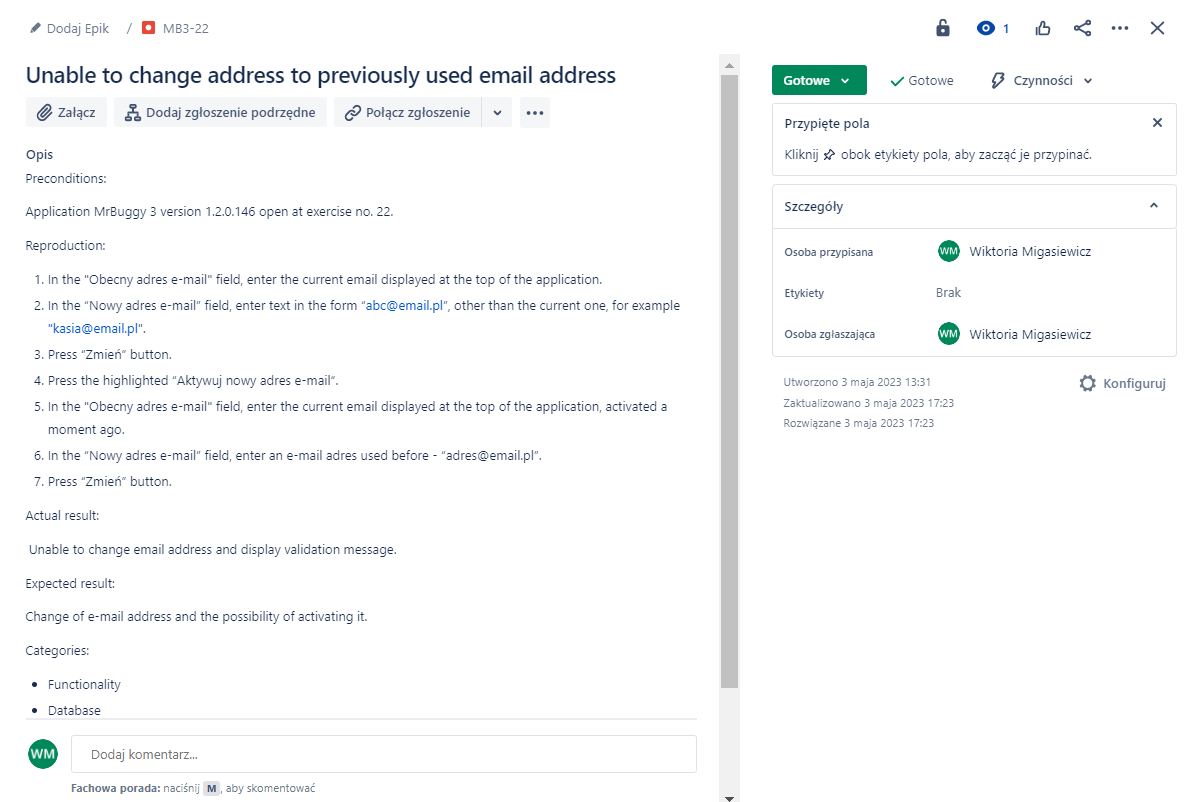 Dodaj Epik / MB3-22
1
Unable to change address to previously used email address
Załącz
Dodaj zgłoszenie podrzędne
Połącz zgłoszenie
Opis
Preconditions:
Application MrBuggy 3 version 1.2.0.146 open at exercise no. 22.
Reproduction:
1. In the "Obecny adres e-mail" field, enter the current email displayed at the top of the application.
2. In the “Nowy adres e-mail” field, enter text in the form “abc@email.pl”, other than the current one, for example
"kasia@email.pl".
3. Press “Zmień” button.
4. Press the highlighted “Aktywuj nowy adres e-mail”.
5. In the "Obecny adres e-mail" field, enter the current email displayed at the top of the application, activated a
moment ago.
6. In the “Nowy adres e-mail” field, enter an e-mail adres used before - “adres@email.pl”.
7. Press “Zmień” button.
Actual result:
Unable to change email address and display validation message.
Expected result:
Change of e-mail address and the possibility of activating it.
Categories:
• Functionality
• Database
WM
Dodaj komentarz...
Fachowa porada: naciśnij M, aby skomentować
Gotowe
Gotowe
Czynności
Przypięte pola
Kliknij obok etykiety pola, aby zacząć je przypinać.
Szczegóły
Osoba przypisana
WM Wiktoria Migasiewicz
Etykiety
Brak
Osoba zgłaszająca
WM Wiktoria Migasiewicz
Utworzono 3 maja 2023 13:31
Zaktualizowano 3 maja 2023 17:23
Rozwiązane 3 maja 2023 17:23
Konfiguruj